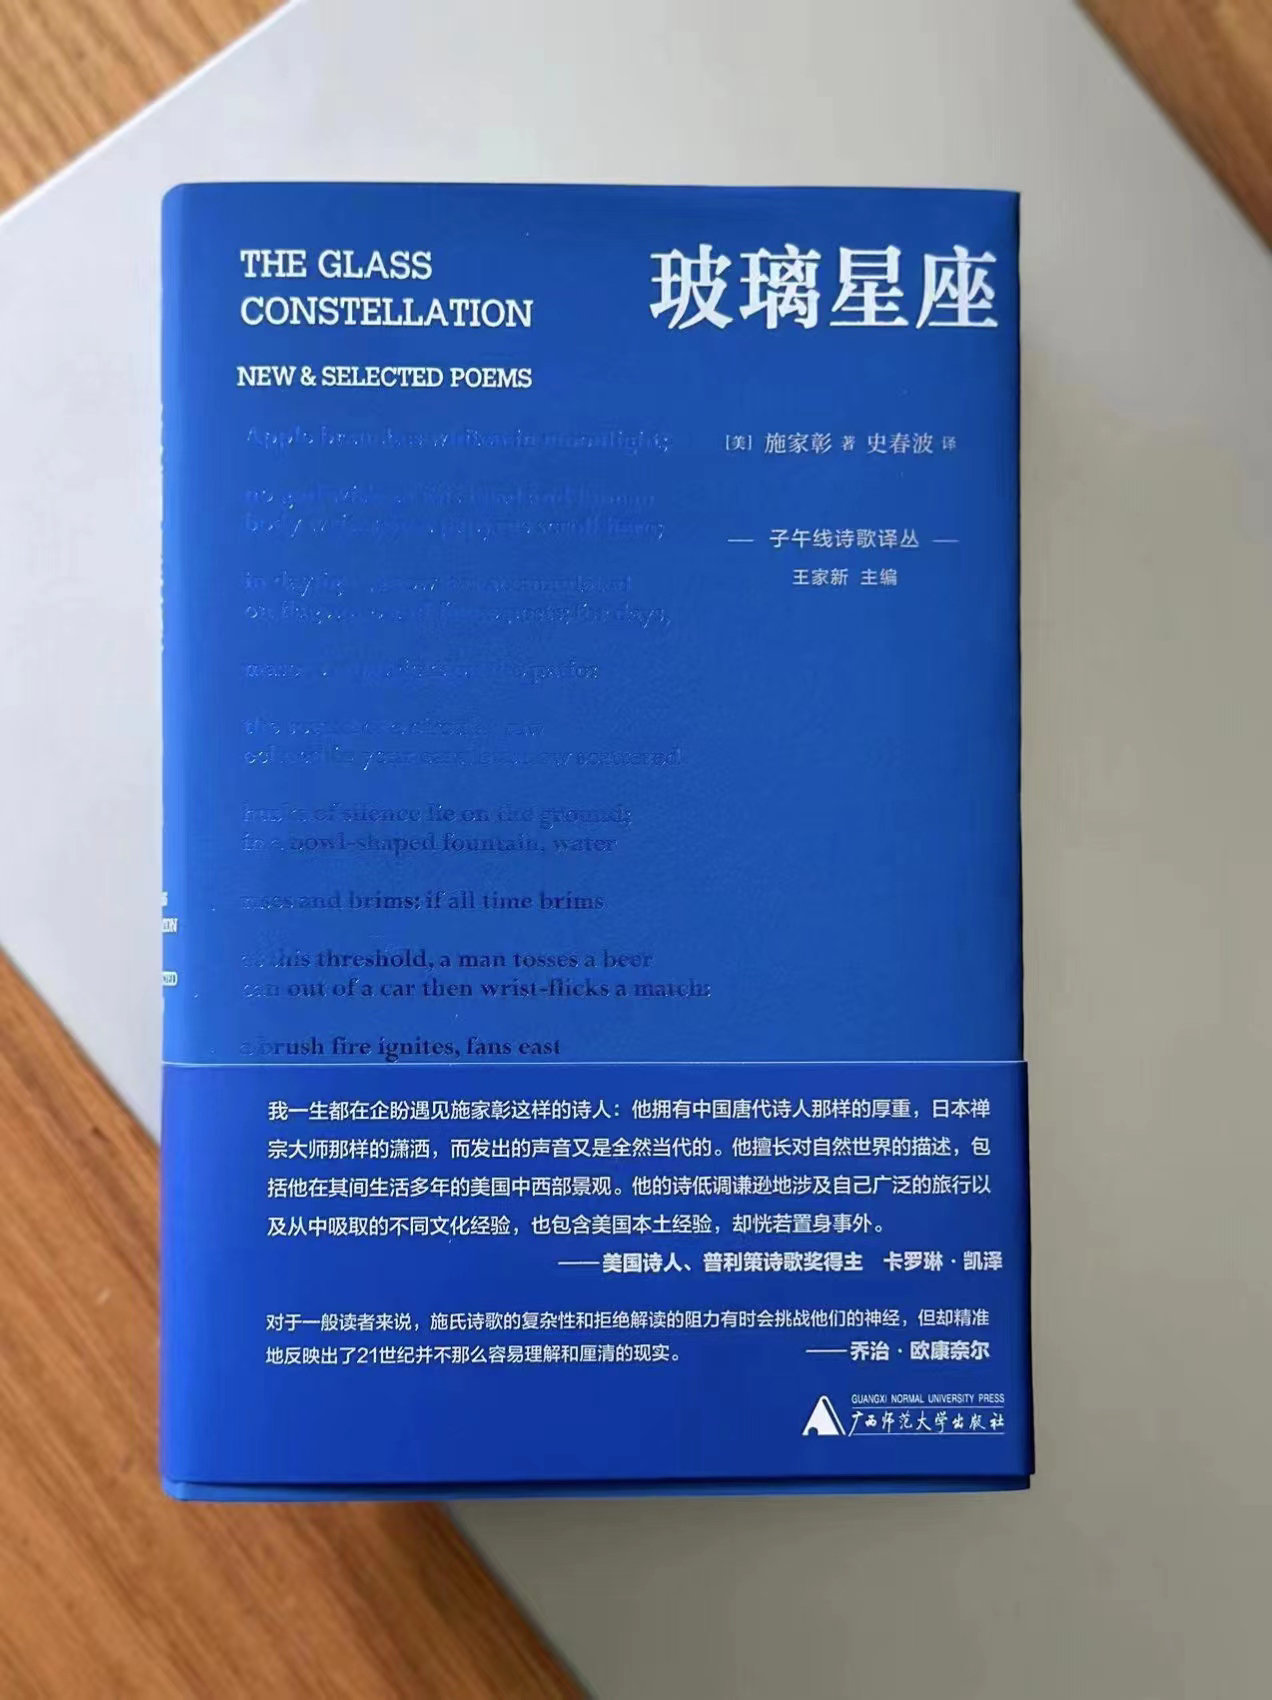 THE GLASS
CONSTELLATION
NEW & SELECTED POEMS
玻璃星座
[美] 施家彰 著 史春波 译
— 子午线诗歌译丛 —
王家新 主编
of silence lie on the ground;
bowl-shaped fountain, water
and brims; if all time brims
this threshold, a man tosses a beer
can out of a car then wrist-flicks a match:
a brush fire ignites, fans east
我一生都在企盼遇见施家彰这样的诗人：他拥有中国唐代诗人那样的厚重，日本禅
宗大师那样的潇洒，而发出的声音又是全然当代的。他擅长对自然世界的描述，包
括他在其间生活多年的美国中西部景观。他的诗低调谦逊地涉及自己广泛的旅行以
及从中吸取的不同文化经验，也包含美国本土经验，却恍若置身事外。
——美国诗人、普利策诗歌奖得主 卡罗琳·凯泽
对于一般读者来说，施氏诗歌的复杂性和拒绝解读的阻力有时会挑战他们的神经，但却精准
地反映出了21世纪并不那么容易理解和厘清的现实。 ——乔治·欧康奈尔
GUANGXI NORMAL UNIVERSITY PRESS
广西师范大学出版社